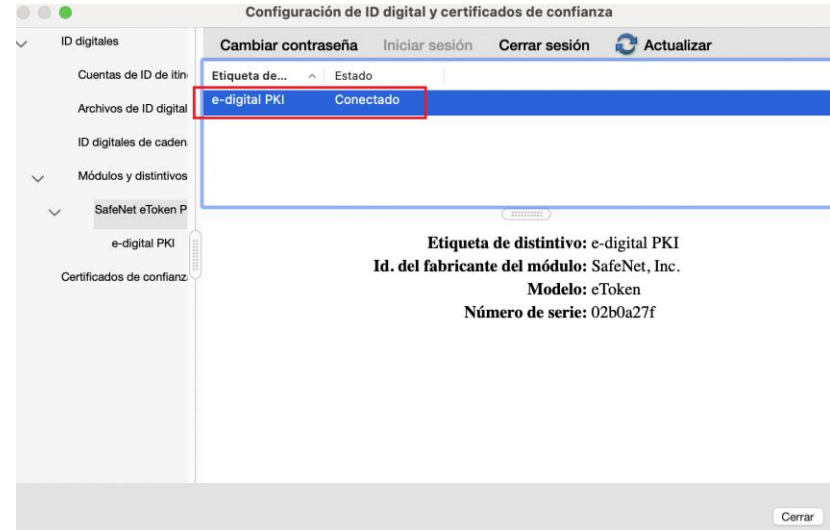 Configuración de ID digital y certificados de confianza
ID digitales
Cambiar contraseña Iniciar sesión Cerrar sesión Actualizar
Cuentas de ID de itin
Etiqueta de... Estado
e-digital PKI Conectado
Archivos de ID digital
ID digitales de caden
Módulos y distintivos
SafeNet eToken P
e-digital PKI
Certificados de confianz
Etiqueta de distintivo: e-digital PKI
Id. del fabricante del módulo: SafeNet, Inc.
Modelo: eToken
Número de serie: 02b0a27f
Cerrar